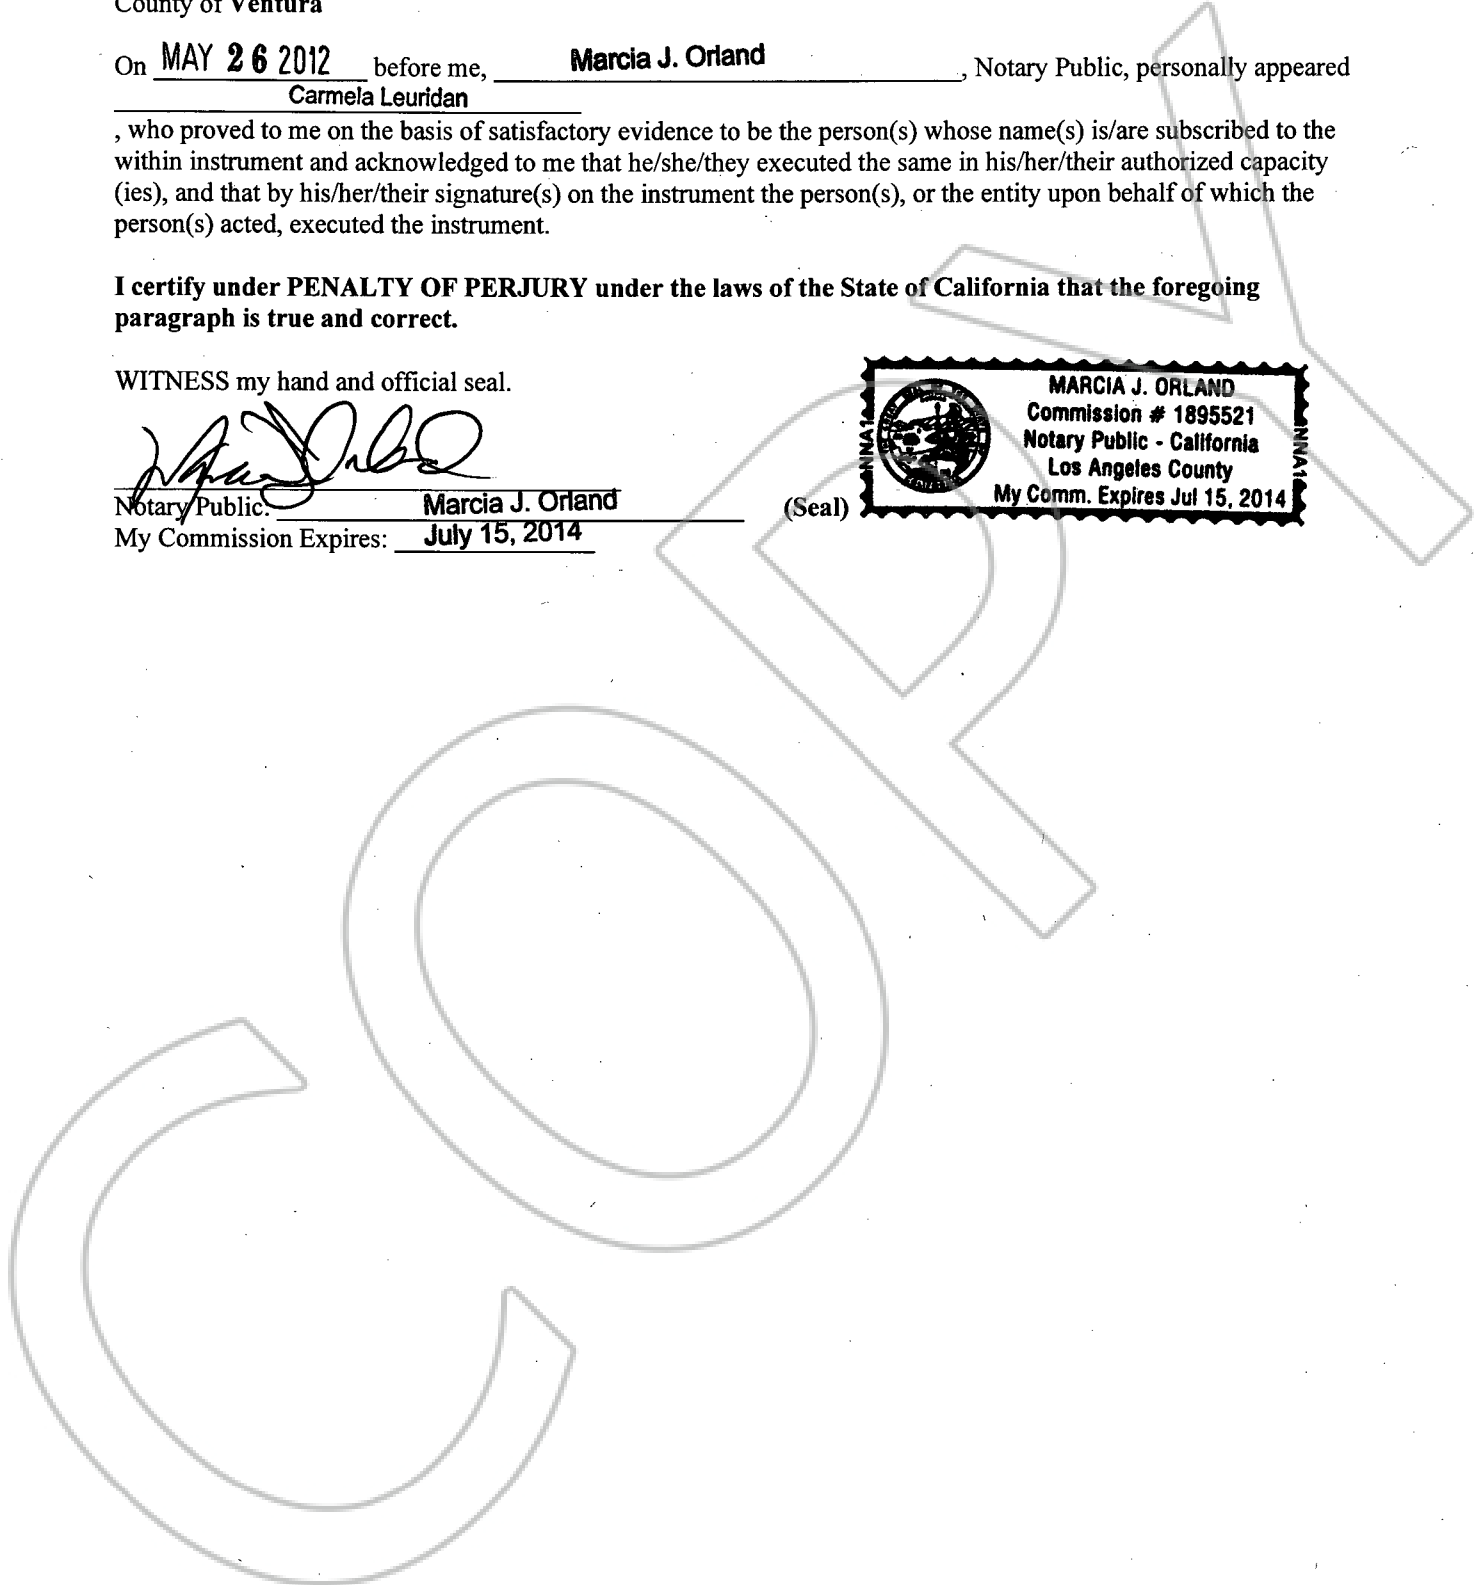 County of Ventura
On MAY 26 2012 before me, Marcia J. Orland, Notary Public, personally appeared
Carmela Leuridan
, who proved to me on the basis of satisfactory evidence to be the person(s) whose name(s) is/are subscribed to the
within instrument and acknowledged to me that he/she/they executed the same in his/her/their authorized capacity
(ies), and that by his/her/their signature(s) on the instrument the person(s), or the entity upon behalf of which the
person(s) acted, executed the instrument.
I certify under PENALTY OF PERJURY under the laws of the State of California that the foregoing
paragraph is true and correct.
WITNESS my hand and official seal.
Notary Public: Marcia J. Orland (Seal)
My Commission Expires: July 15, 2014
MARCIA J. ORLAND
Commission # 1895521
Notary Public - California
Los Angeles County
My Comm. Expires Jul 15, 2014
NNA1
NNA1
COPY